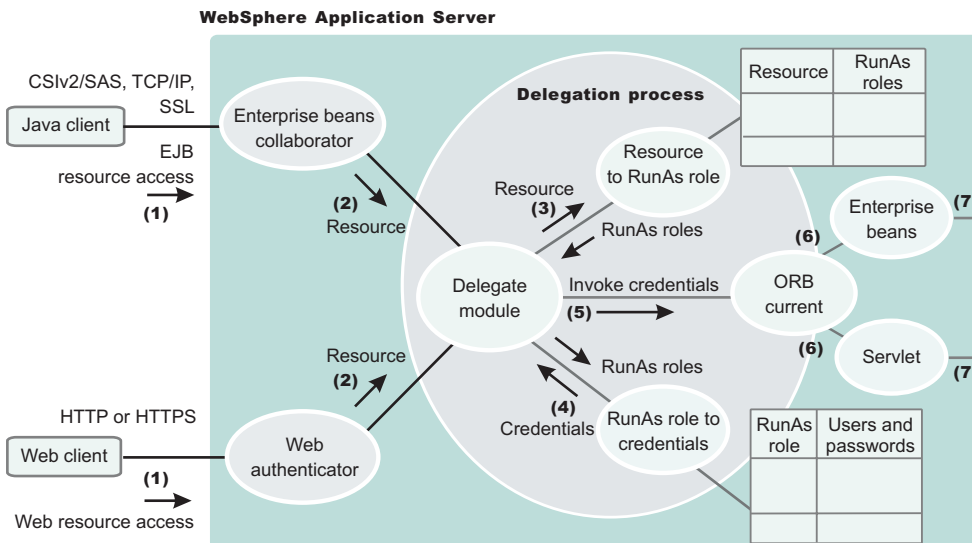 WebSphere Application Server
CSIv2/SAS, TCP/IP,
SSL
Java client
EJB
resource access
(1)
Enterprise beans
collaborator
(2)
Resource
Delegation process
Resource
to RunAs role
Resource
(3)
RunAs roles
Resource
RunAs
roles
Delegate
module
Invoke credentials
(5)
ORB
current
(6)
Enterprise
beans
(7
(6)
Servlet
(7
Resource
(2)
RunAs roles
(4)
Credentials
RunAs role to
credentials
RunAs
role
Users and
passwords
HTTP or HTTPS
Web client
(1)
Web resource access
Web
authenticator